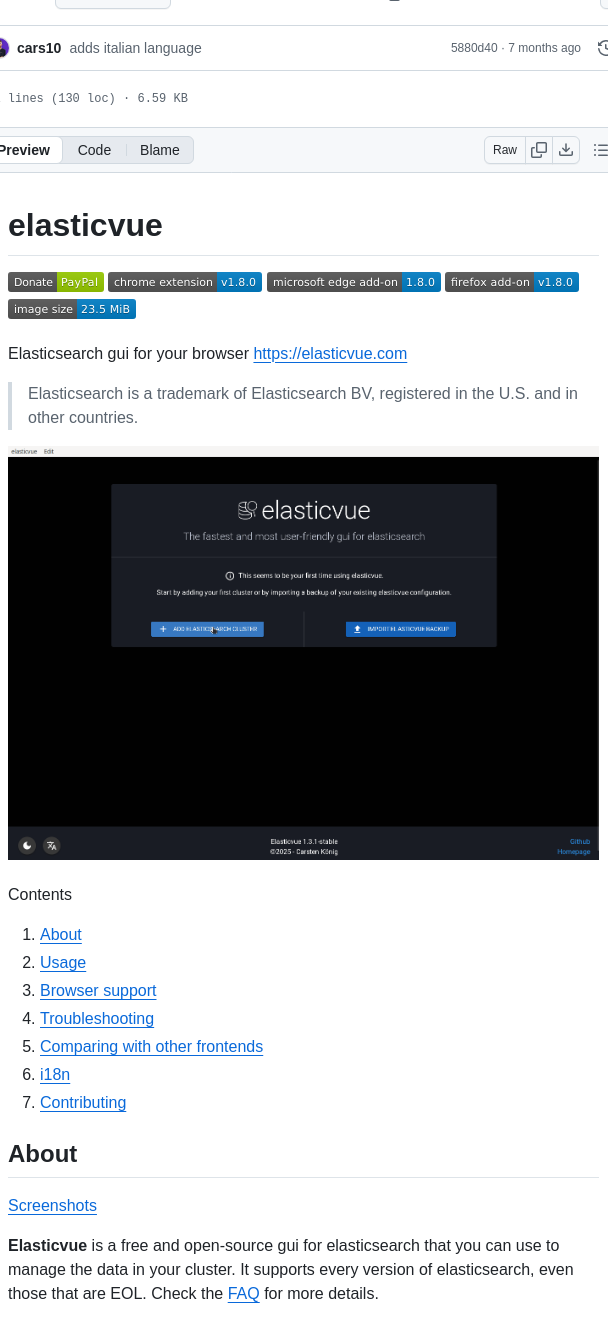 cars10 adds italian language 5880d40 · 7 months ago
lines (130 loc) · 6.59 KB
Preview Code Blame Raw
elasticvue
Donate PayPal chrome extension v1.8.0 microsoft edge add-on 1.8.0 firefox add-on v1.8.0
image size 23.5 MiB
Elasticsearch gui for your browser https://elasticvue.com
Elasticsearch is a trademark of Elasticsearch BV, registered in the U.S. and in
other countries.
elasticvue Edit
elasticvue
The fastest and most user-friendly gui for elasticsearch
This seems to be your first time using elasticvue.
Start by adding your first cluster or by importing a backup of your existing elasticvue configuration.
ADD ELASTICSEARCH CLUSTER IMPORT ELASTICVUE BACKUP
Elasticvue 1.3.1-stable Github
©2025 - Carsten König Homepage
Contents
1. About
2. Usage
3. Browser support
4. Troubleshooting
5. Comparing with other frontends
6. i18n
7. Contributing
About
Screenshots
Elasticvue is a free and open-source gui for elasticsearch that you can use to
manage the data in your cluster. It supports every version of elasticsearch, even
those that are EOL. Check the FAQ for more details.